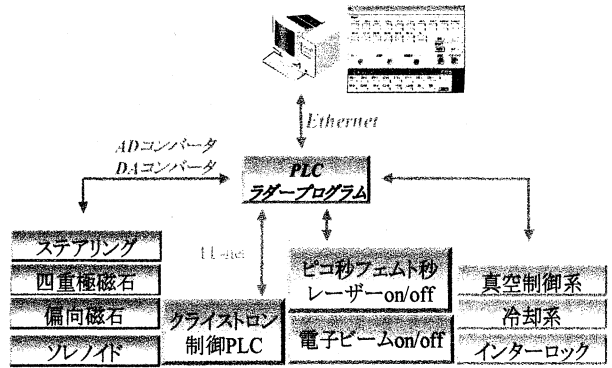 Ethernet
ADコンバータ
DAコンバータ
PLC
ラダープログラム
ステアリング
四重極磁石
偏向磁石
ソレノイド
クライストロン
制御PLC
ピコ秒フェムト秒
レーザーon/off
電子ビームon/off
真空制御系
冷却系
インターロック